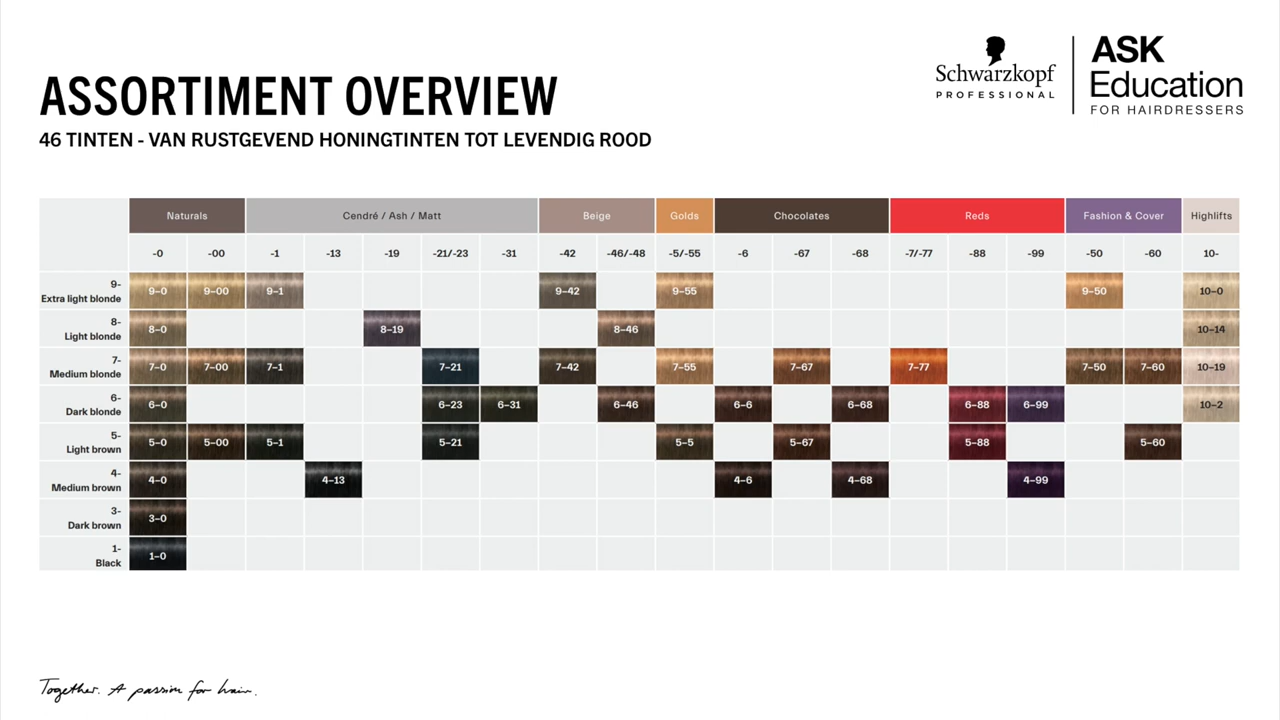 Schwarzkopf
PROFESSIONAL
ASK
Education
FOR HAIRDRESSERS
ASSORTIMENT OVERVIEW
46 TINTEN - VAN RUSTGEVEND HONINGTINTEN TOT LEVENDIG ROOD
Naturals Cendré / Ash / Matt Beige Golds Chocolates Reds Fashion & Cover Highlifts
-0 -00 -1 -13 -19 -21/-23 -31 -42 -46/-48 -5/-55 -6 -67 -68 -7/-77 -88 -99 -50 -60 10-
9-
Extra light blonde
9–0 9–00 9–1 9–42 9–55 9–50 10–0
8-
Light blonde
8–0 8–19 8–46 10–14
7-
Medium blonde
7–0 7–00 7–1 7–21 7–42 7–55 7–67 7–77 7–50 7–60 10–19
6-
Dark blonde
6–0 6–23 6–31 6–46 6–6 6–68 6–88 6–99 10–2
5-
Light brown
5–0 5–00 5–1 5–21 5–5 5–67 5–88 5–60
4-
Medium brown
4–0 4–13 4–6 4–68 4–99
3-
Dark brown
3–0
1-
Black
1–0
Together. A passion for hair.